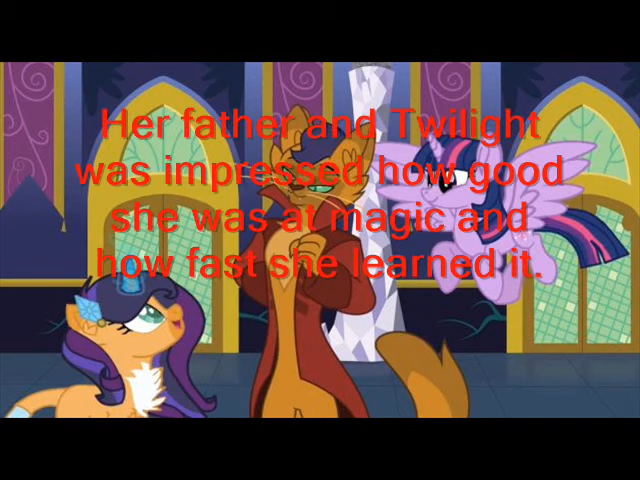 Her father and Twilight
was impressed how good
she was at magic and
how fast she learned it.